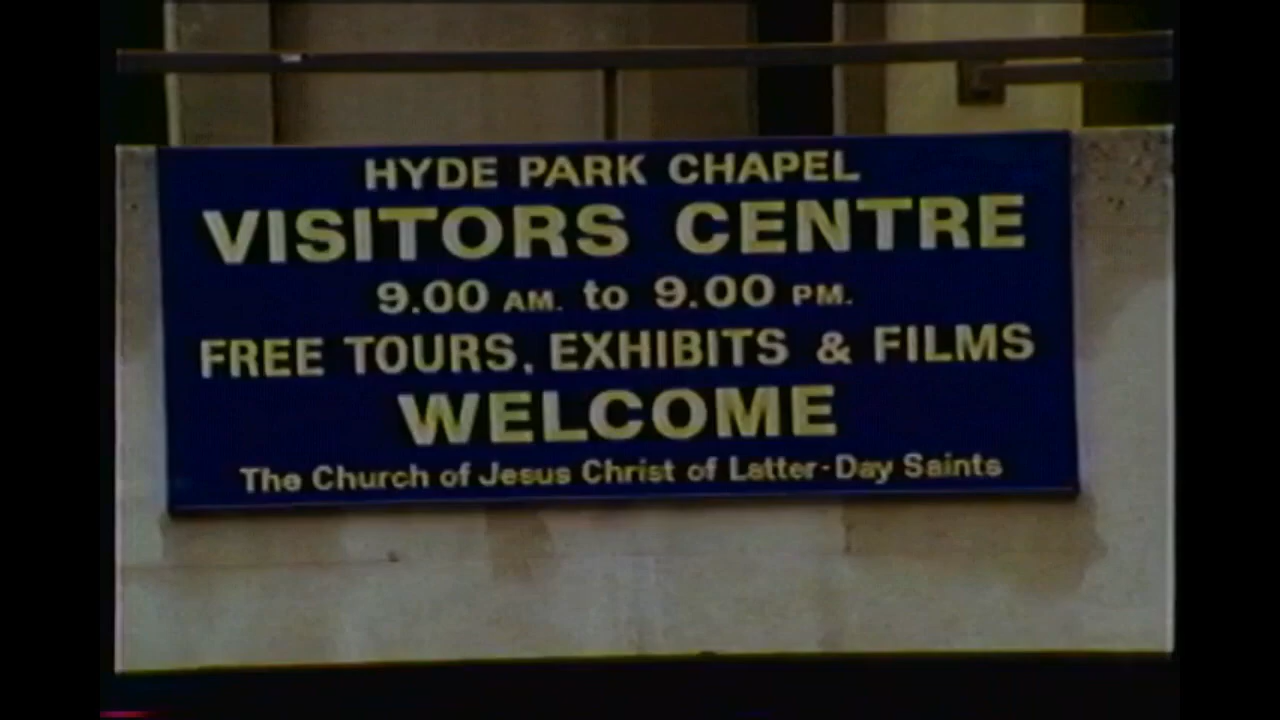 HYDE PARK CHAPEL
VISITORS CENTRE
9.00 AM. to 9.00 PM.
FREE TOURS, EXHIBITS & FILMS
WELCOME
The Church of Jesus Christ of Latter-Day Saints